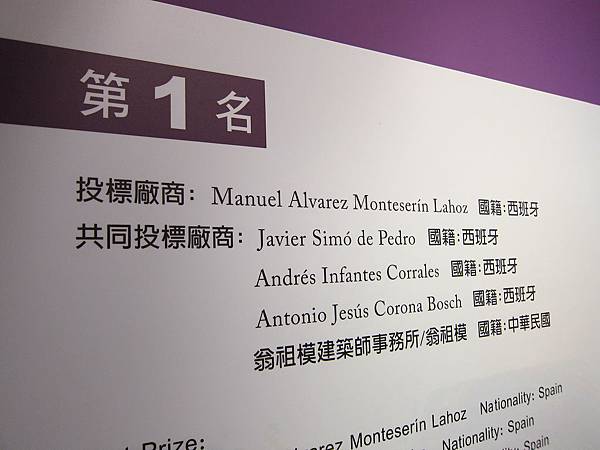 第1名
投標廠商：Manuel Alvarez Monteserín Lahoz 國籍:西班牙
共同投標廠商：Javier Simó de Pedro 國籍:西班牙
Andrés Infantes Corrales 國籍:西班牙
Antonio Jesús Corona Bosch 國籍:西班牙
翁祖模建築師事務所/翁祖模 國籍:中華民國
Prize: Monteserín Lahoz Nationality: Spain
Nationality: Spain
Spain